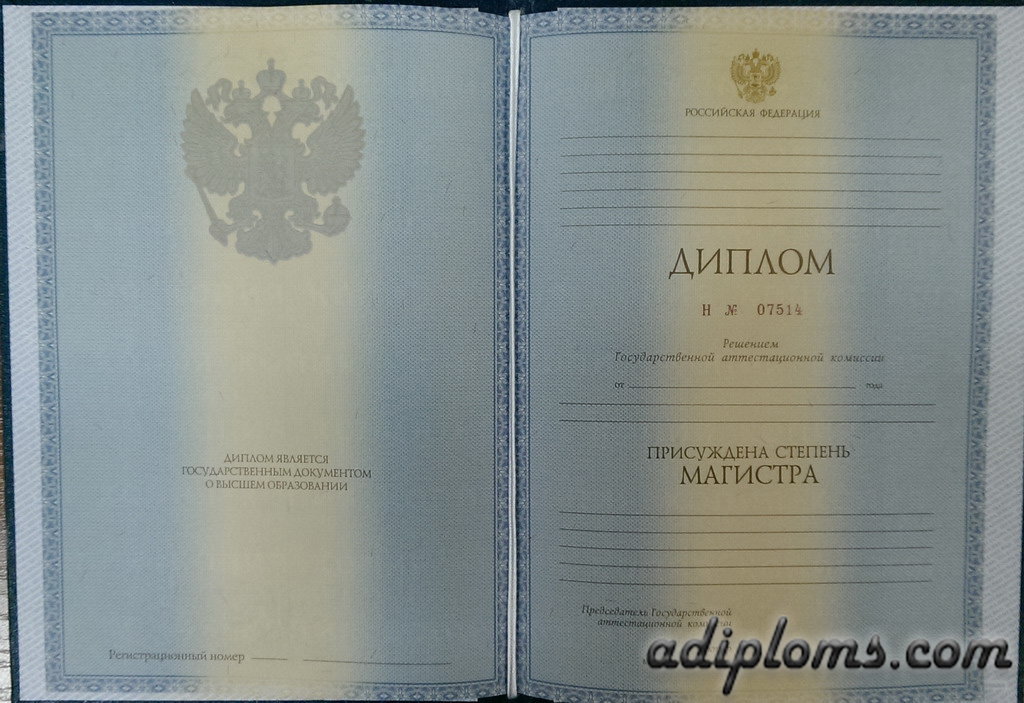 ДИПЛОМ ЯВЛЯЕТСЯ
ГОСУДАРСТВЕННЫМ ДОКУМЕНТОМ
О ВЫСШЕМ ОБРАЗОВАНИИ
Регистрационный номер
РОССИЙСКАЯ ФЕДЕРАЦИЯ
ДИПЛОМ
Н № 07514
Решением
Государственной аттестационной комиссии
от года
ПРИСУЖДЕНА СТЕПЕНЬ
МАГИСТРА
Председатель Государственной
аттестационной комиссии
adiploms.com